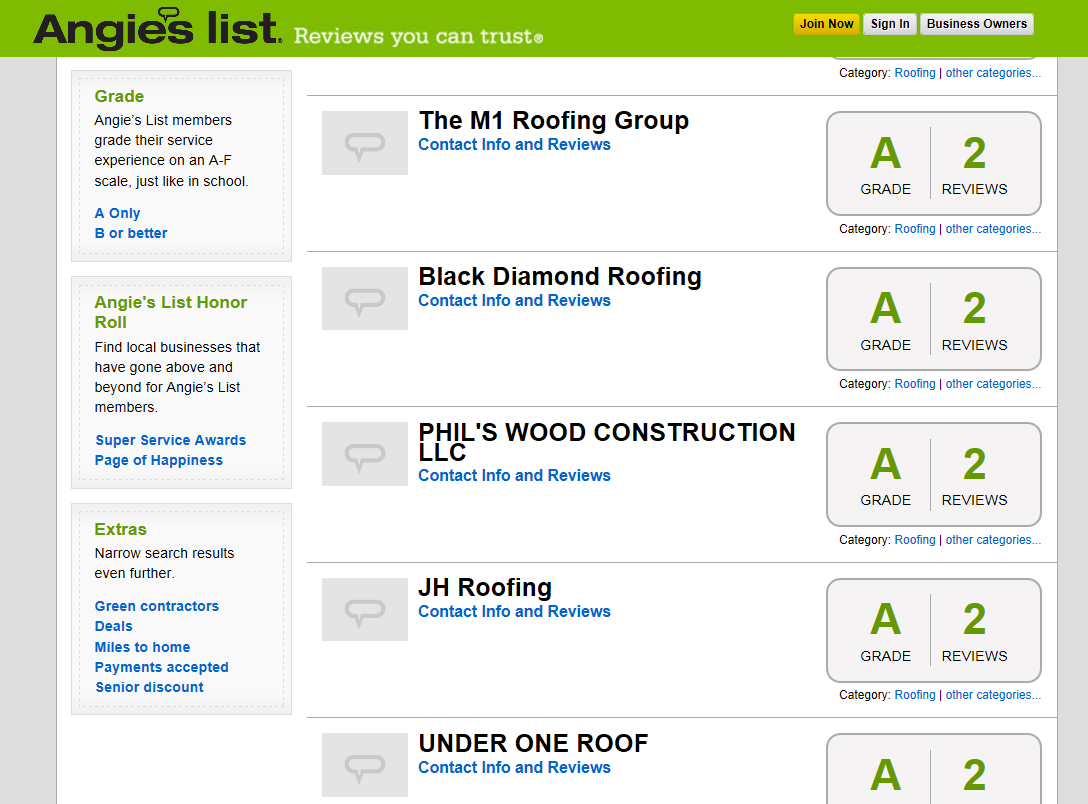 Angie's list. Reviews you can trust®
Join Now
Sign In
Business Owners
Grade
Angie's List members
grade their service
experience on an A-F
scale, just like in school.
A Only
B or better
Angie's List Honor
Roll
Find local businesses that
have gone above and
beyond for Angie's List
members.
Super Service Awards
Page of Happiness
Extras
Narrow search results
even further.
Green contractors
Deals
Miles to home
Payments accepted
Senior discount
Category: Roofing | other categories...
The M1 Roofing Group
Contact Info and Reviews
A 2
GRADE REVIEWS
Category: Roofing | other categories...
Black Diamond Roofing
Contact Info and Reviews
A 2
GRADE REVIEWS
Category: Roofing | other categories...
PHIL'S WOOD CONSTRUCTION
LLC
Contact Info and Reviews
A 2
GRADE REVIEWS
Category: Roofing | other categories...
JH Roofing
Contact Info and Reviews
A 2
GRADE REVIEWS
Category: Roofing | other categories...
UNDER ONE ROOF
Contact Info and Reviews
A 2